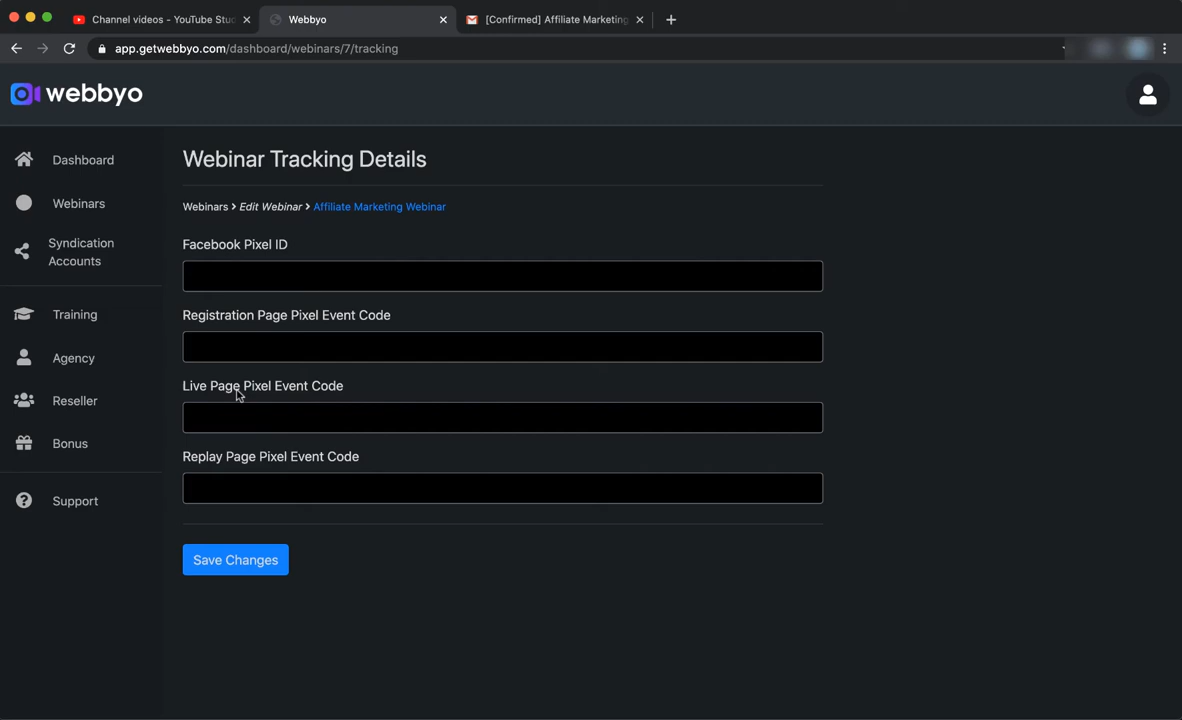 Channel videos - YouTube Stu
Webbyo
[Confirmed] Affiliate Marketing
app.getwebbyo.com/dashboard/webinars/7/tracking
webbyo
Dashboard
Webinars
Syndication
Accounts
Training
Agency
Reseller
Bonus
Support
Webinar Tracking Details
Webinars > Edit Webinar > Affiliate Marketing Webinar
Facebook Pixel ID
Registration Page Pixel Event Code
Live Page Pixel Event Code
Replay Page Pixel Event Code
Save Changes